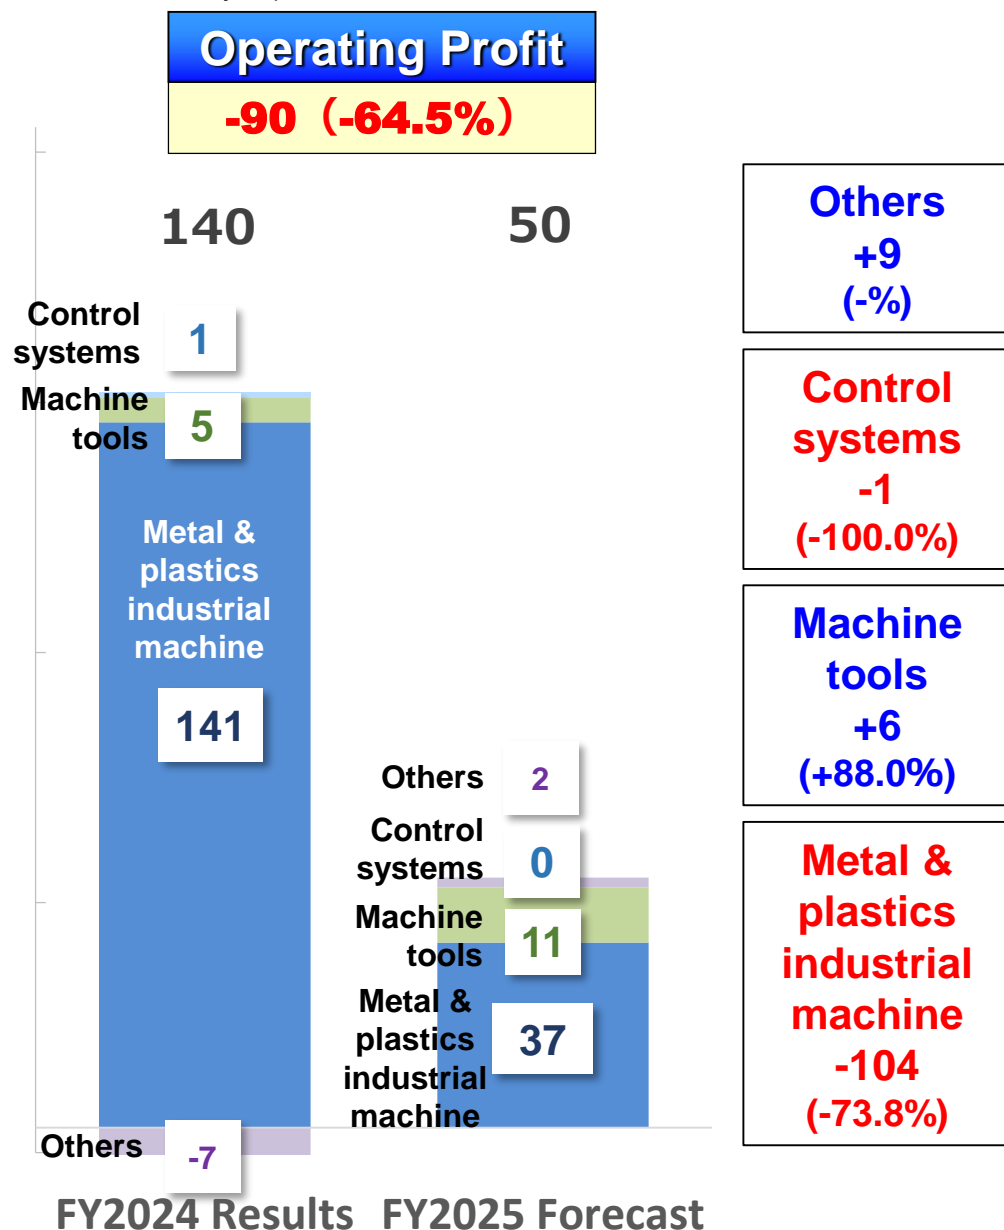 Operating Profit
-90（-64.5%）
140
50
Control
systems
1
Machine
tools
5
Metal &
plastics
industrial
machine
141
Others
-7
Others
2
Control
systems
0
Machine
tools
11
Metal &
plastics
industrial
machine
37
FY2024 Results
FY2025 Forecast
Others
+9
(-%)
Control
systems
-1
(-100.0%)
Machine
tools
+6
(+88.0%)
Metal &
plastics
industrial
machine
-104
(-73.8%)